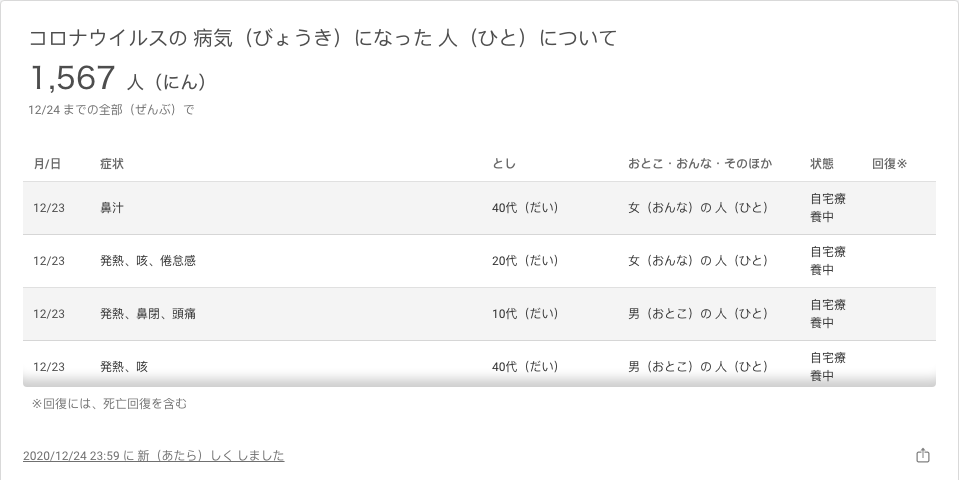 コロナウイルスの 病気（びょうき）になった 人（ひと）について
1,567 人（にん）
12/24 までの全部（ぜんぶ）で
月/日 症状 とし おとこ・おんな・そのほか 状態 回復※
12/23 鼻汁 40代（だい） 女（おんな）の 人（ひと） 自宅療
養中
12/23 発熱、咳、倦怠感 20代（だい） 女（おんな）の 人（ひと） 自宅療
養中
12/23 発熱、鼻閉、頭痛 10代（だい） 男（おとこ）の 人（ひと） 自宅療
養中
12/23 発熱、咳 40代（だい） 男（おとこ）の 人（ひと） 自宅療
養中
※回復には、死亡回復を含む
2020/12/24 23:59 に 新（あたら）しく しました